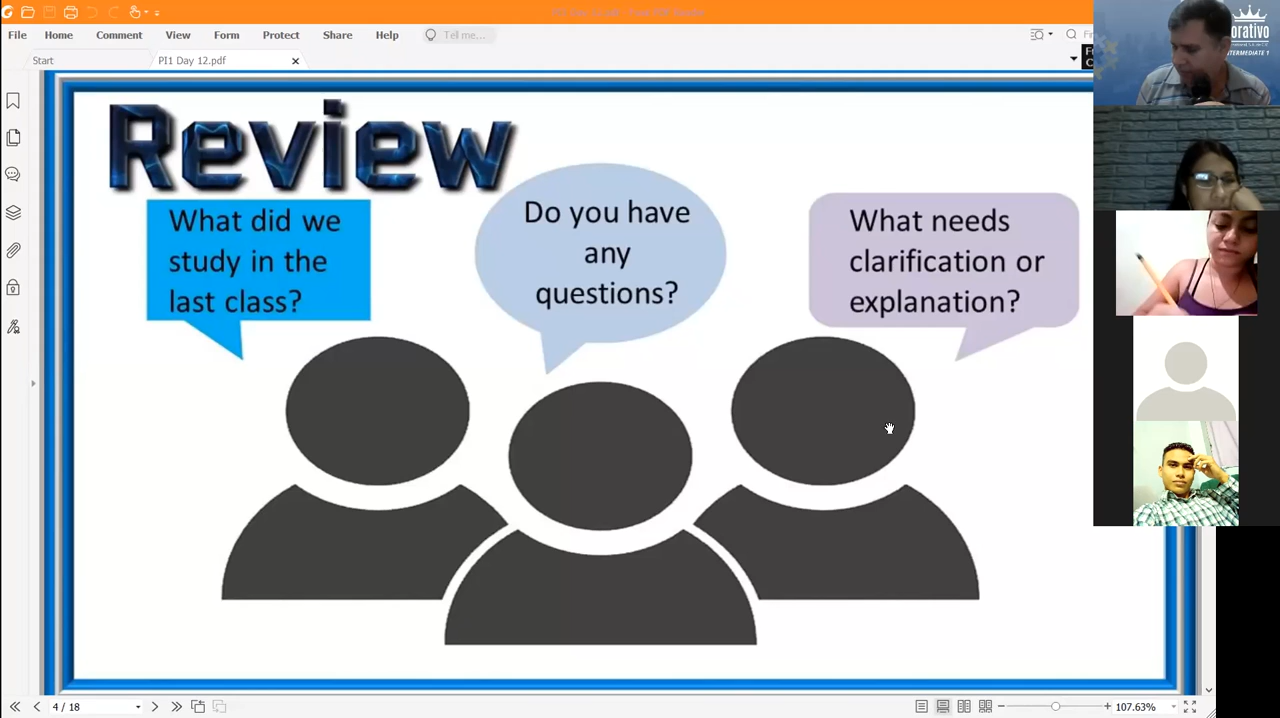 File Home Comment View Form Protect Share Help Tell me...
Start PI1 Day 12.pdf
Review
What did we
study in the
last class?
Do you have
any
questions?
What needs
clarification or
explanation?
orativo
INTERMEDIATE 1
4 / 18
107.63%